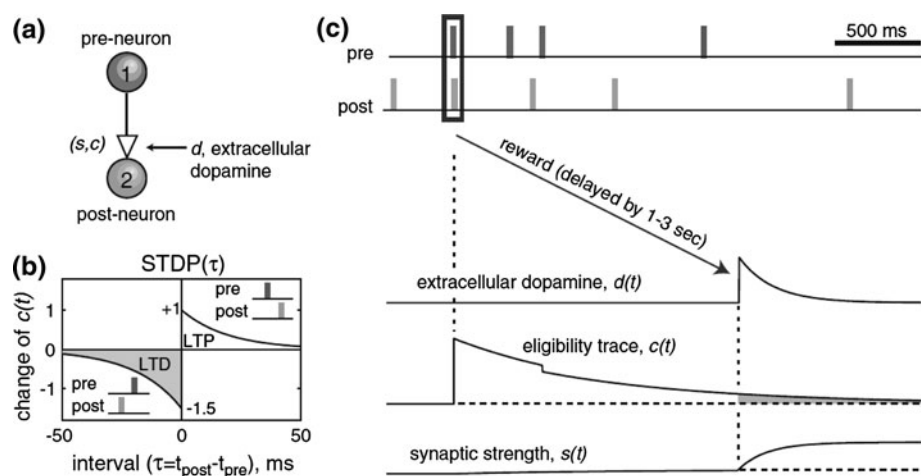 (a)
pre-neuron
1
(s,c)
d, extracellular
dopamine
2
post-neuron
(b)
STDP(τ)
change of c(t)
1
0
-1
+1
pre
post
LTP
LTD
pre
post
-1.5
-50
0
50
interval (τ=tpost-tpre), ms
(c)
500 ms
pre
post
reward (delayed by 1-3 sec)
extracellular dopamine, d(t)
eligibility trace, c(t)
synaptic strength, s(t)